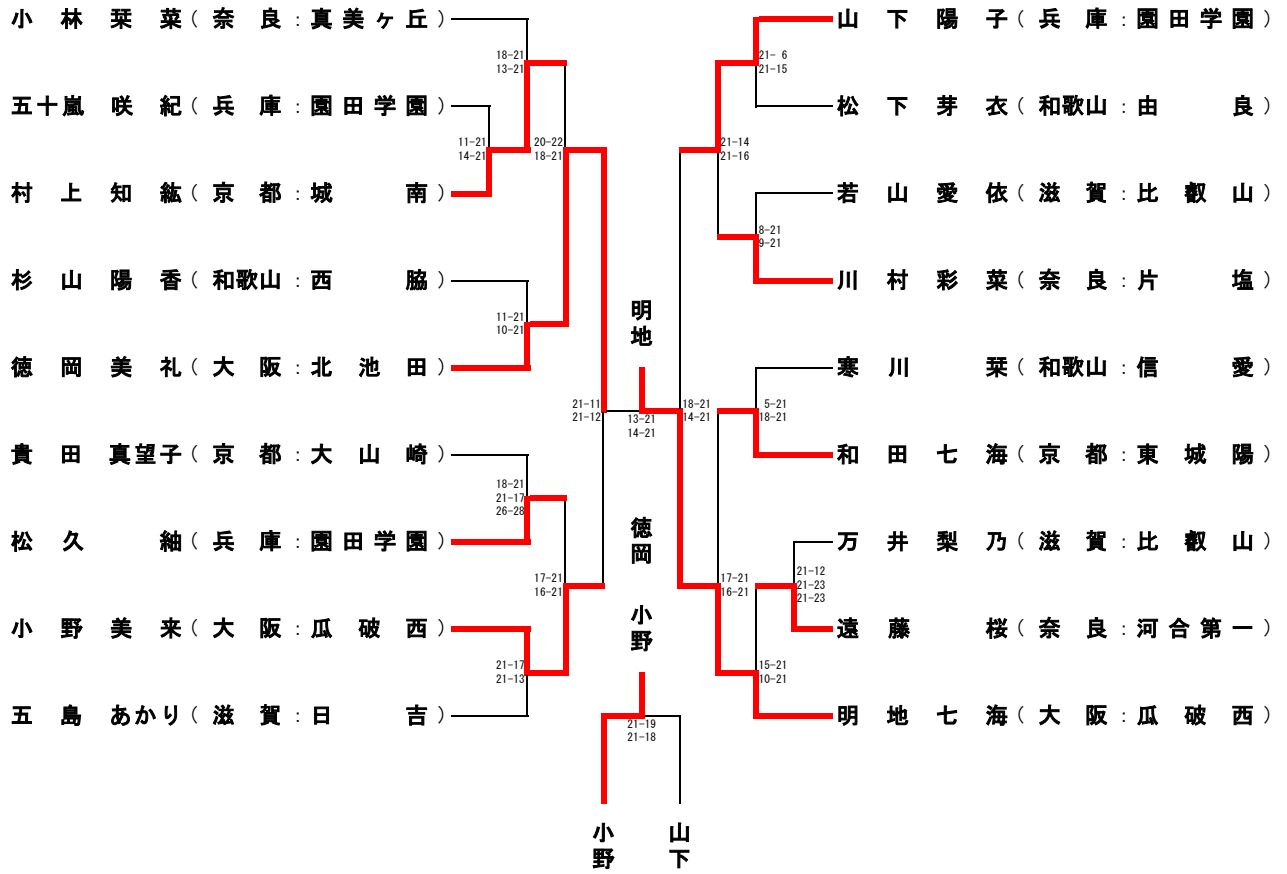 小林栞菜（奈良：真美ヶ丘）
18-21
13-21
五十嵐咲紀（兵庫：園田学園）
11-21
14-21
村上知紘（京都：城南）
20-22
18-21
杉山陽香（和歌山：西脇）
11-21
10-21
徳岡美礼（大阪：北池田）
21-11
21-12
貴田真望子（京都：大山崎）
18-21
21-17
26-28
松久紬（兵庫：園田学園）
17-21
16-21
小野美来（大阪：瓜破西）
21-17
21-13
五島あかり（滋賀：日吉）
明地
13-21
14-21
徳岡
小野
21-19
21-18
小野
山下
山下陽子（兵庫：園田学園）
21- 6
21-15
松下芽衣（和歌山：由良）
21-14
21-16
若山愛依（滋賀：比叡山）
8-21
9-21
川村彩菜（奈良：片塩）
18-21
14-21
寒川栞（和歌山：信愛）
5-21
18-21
和田七海（京都：東城陽）
17-21
16-21
万井梨乃（滋賀：比叡山）
21-12
21-23
21-23
遠藤桜（奈良：河合第一）
15-21
10-21
明地七海（大阪：瓜破西）